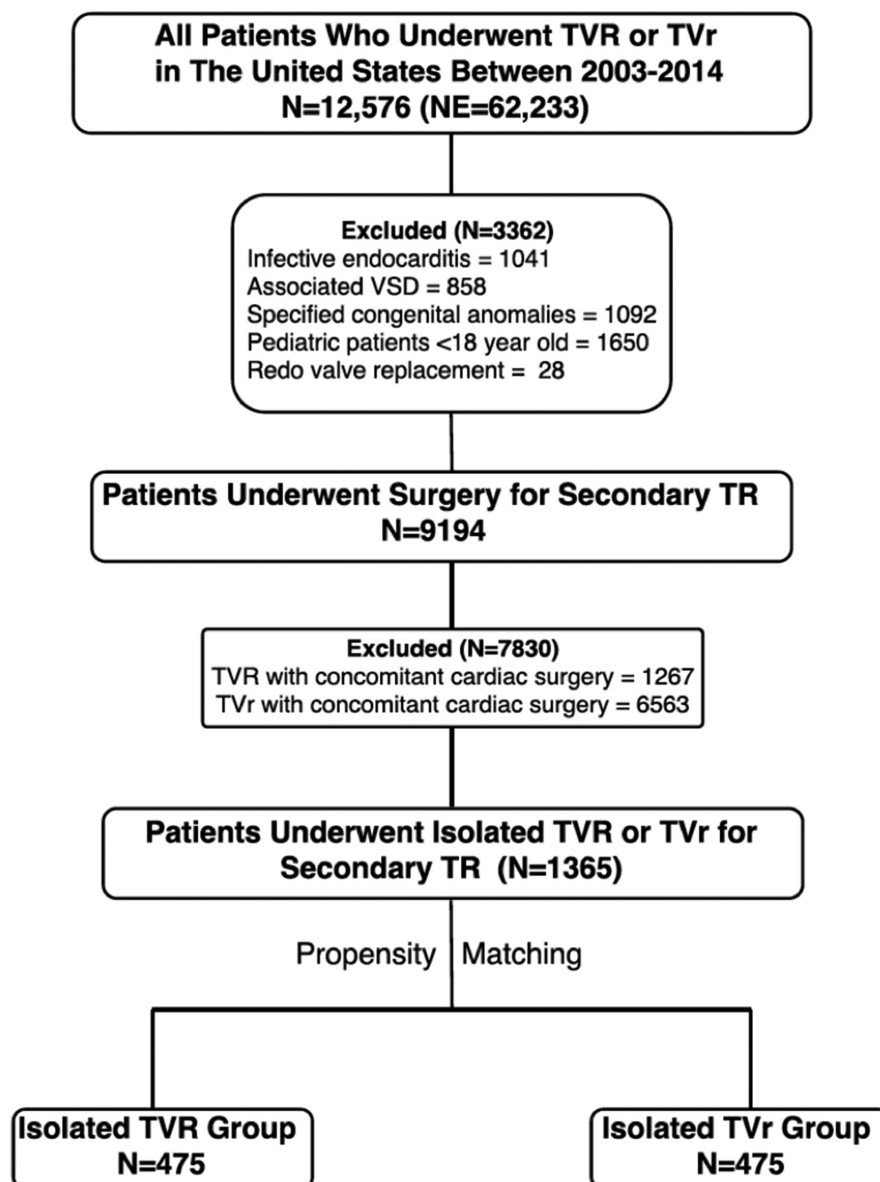 All Patients Who Underwent TVR or TVr
in The United States Between 2003-2014
N=12,576 (NE=62,233)
Excluded (N=3362)
Infective endocarditis = 1041
Associated VSD = 858
Specified congenital anomalies = 1092
Pediatric patients <18 year old = 1650
Redo valve replacement = 28
Patients Underwent Surgery for Secondary TR
N=9194
Excluded (N=7830)
TVR with concomitant cardiac surgery = 1267
TVr with concomitant cardiac surgery = 6563
Patients Underwent Isolated TVR or TVr for
Secondary TR (N=1365)
Propensity Matching
Isolated TVR Group
N=475
Isolated TVr Group
N=475